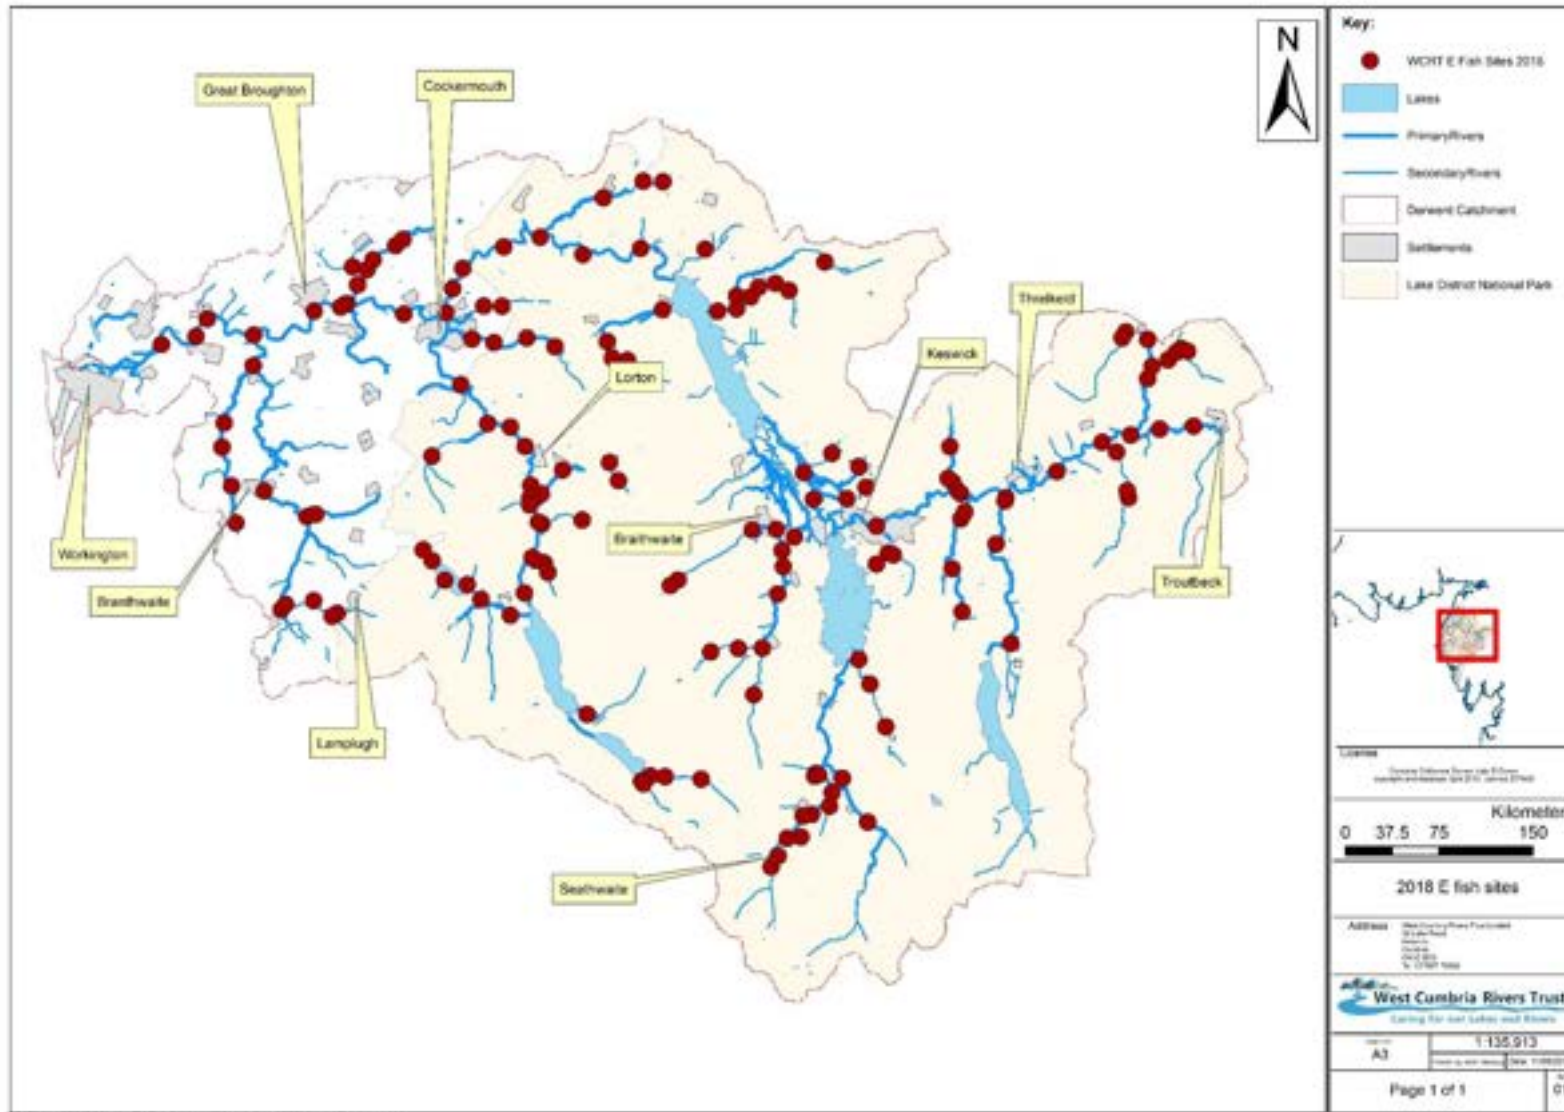 Great Broughton
Cockermouth
Lorton
Keswick
Threlkeld
Workington
Branthwaite
Braithwaite
Troutbeck
Lamplugh
Seathwaite
N
Key:
WCRT E Fish Sites 2018
Lakes
PrimaryRivers
SecondaryRivers
Derwent Catchment
Settlements
Lake District National Park
License
Kilometer
0 37.5 75 150
2018 E fish sites
Address
West Cumbria Rivers Trust
Caring for our Lakes and Rivers
A3
1:135,913
Page 1 of 1